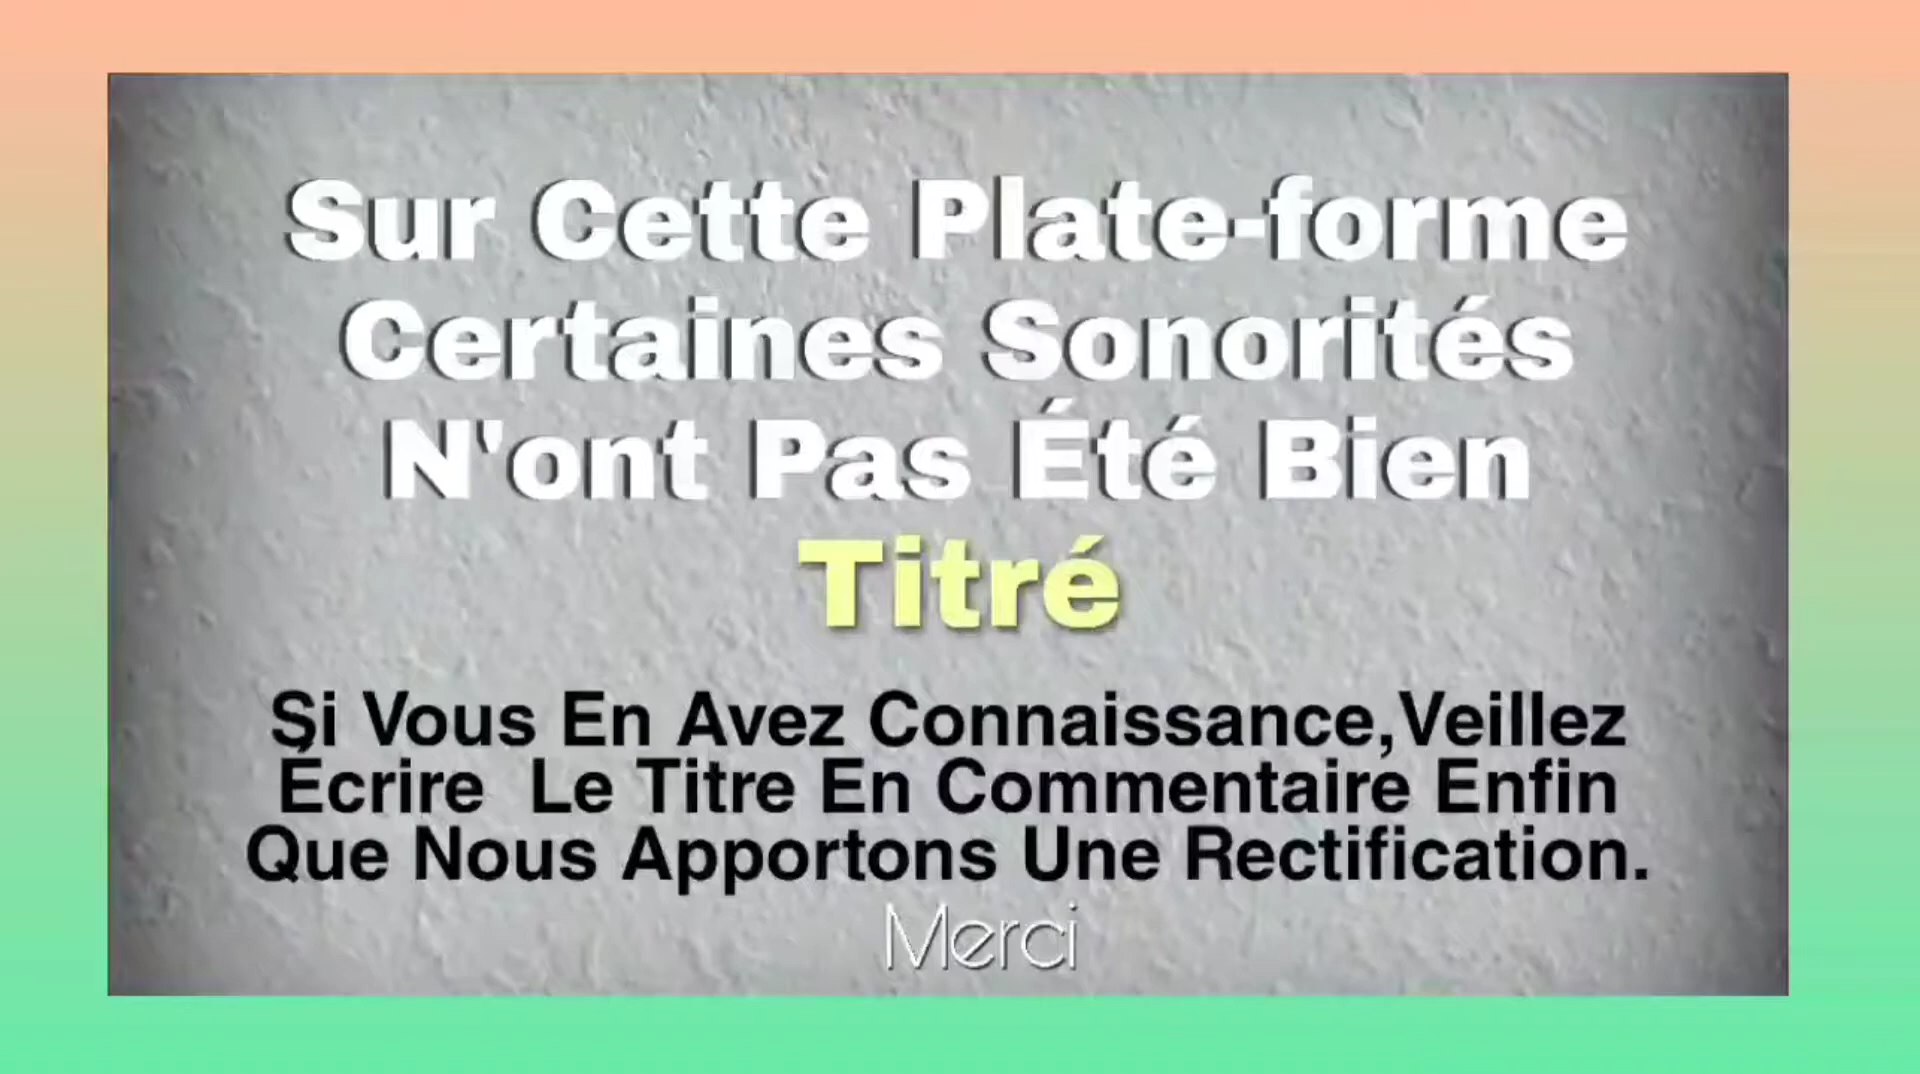 Sur Cette Plate-forme
Certaines Sonorités
N'ont Pas Été Bien
Titré
Si Vous En Avez Connaissance,Veillez
Écrire  Le Titre En Commentaire Enfin
Que Nous Apportons Une Rectification.
Merci